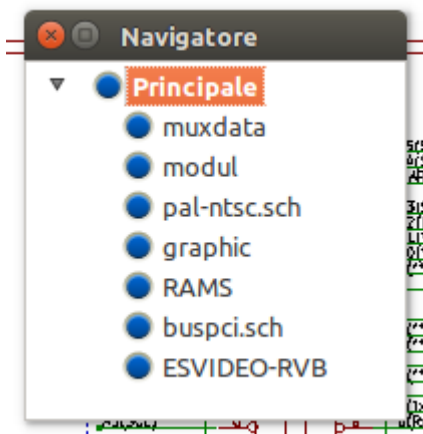 Navigatore
Principale
muxdata
modul
pal-ntsc.sch
graphic
RAMS
buspci.sch
ESVIDEO-RVB